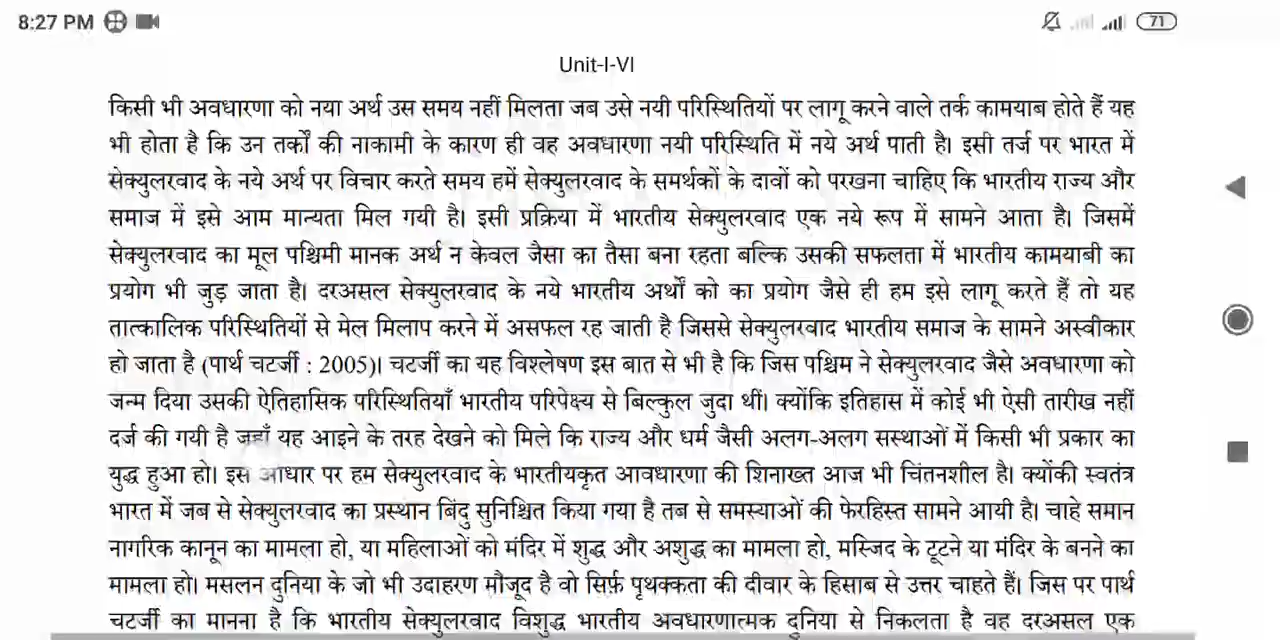 8:27 PM
71
Unit-I-VI
किसी भी अवधारणा को नया अर्थ उस समय नहीं मिलता जब उसे नयी परिस्थितियों पर लागू करने वाले तर्क कामयाब होते हैं यह
भी होता है कि उन तर्कों की नाकामी के कारण ही वह अवधारणा नयी परिस्थिति में नये अर्थ पाती है। इसी तर्ज पर भारत में
सेक्युलरवाद के नये अर्थ पर विचार करते समय हमें सेक्युलरवाद के समर्थकों के दावों को परखना चाहिए कि भारतीय राज्य और
समाज में इसे आम मान्यता मिल गयी है। इसी प्रक्रिया में भारतीय सेक्युलरवाद एक नये रूप में सामने आता है। जिसमें
सेक्युलरवाद का मूल पश्चिमी मानक अर्थ न केवल जैसा का तैसा बना रहता बल्कि उसकी सफलता में भारतीय कामयाबी का
प्रयोग भी जुड़ जाता है। दरअसल सेक्युलरवाद के नये भारतीय अर्थों को का प्रयोग जैसे ही हम इसे लागू करते हैं तो यह
तात्कालिक परिस्थितियों से मेल मिलाप करने में असफल रह जाती है जिससे सेक्युलरवाद भारतीय समाज के सामने अस्वीकार
हो जाता है (पार्थ चटर्जी : 2005)। चटर्जी का यह विश्लेषण इस बात से भी है कि जिस पश्चिम ने सेक्युलरवाद जैसे अवधारणा को
जन्म दिया उसकी ऐतिहासिक परिस्थितियाँ भारतीय परिपेक्ष्य से बिल्कुल जुदा थीं। क्योंकि इतिहास में कोई भी ऐसी तारीख नहीं
दर्ज की गयी है जहाँ यह आइने के तरह देखने को मिले कि राज्य और धर्म जैसी अलग-अलग सस्थाओं में किसी भी प्रकार का
युद्ध हुआ हो। इस आधार पर हम सेक्युलरवाद के भारतीयकृत आवधारणा की शिनाख्त आज भी चिंतनशील है। क्योंकी स्वतंत्र
भारत में जब से सेक्युलरवाद का प्रस्थान बिंदु सुनिश्चित किया गया है तब से समस्याओं की फेरहिस्त सामने आयी है। चाहे समान
नागरिक कानून का मामला हो, या महिलाओं को मंदिर में शुद्ध और अशुद्ध का मामला हो, मस्जिद के टूटने या मंदिर के बनने का
मामला हो। मसलन दुनिया के जो भी उदाहरण मौजूद है वो सिर्फ़ पृथक्कता की दीवार के हिसाब से उत्तर चाहते हैं। जिस पर पार्थ
चटर्जी का मानना है कि भारतीय सेक्युलरवाद विशुद्ध भारतीय अवधारणात्मक दुनिया से निकलता है वह दरअसल एक